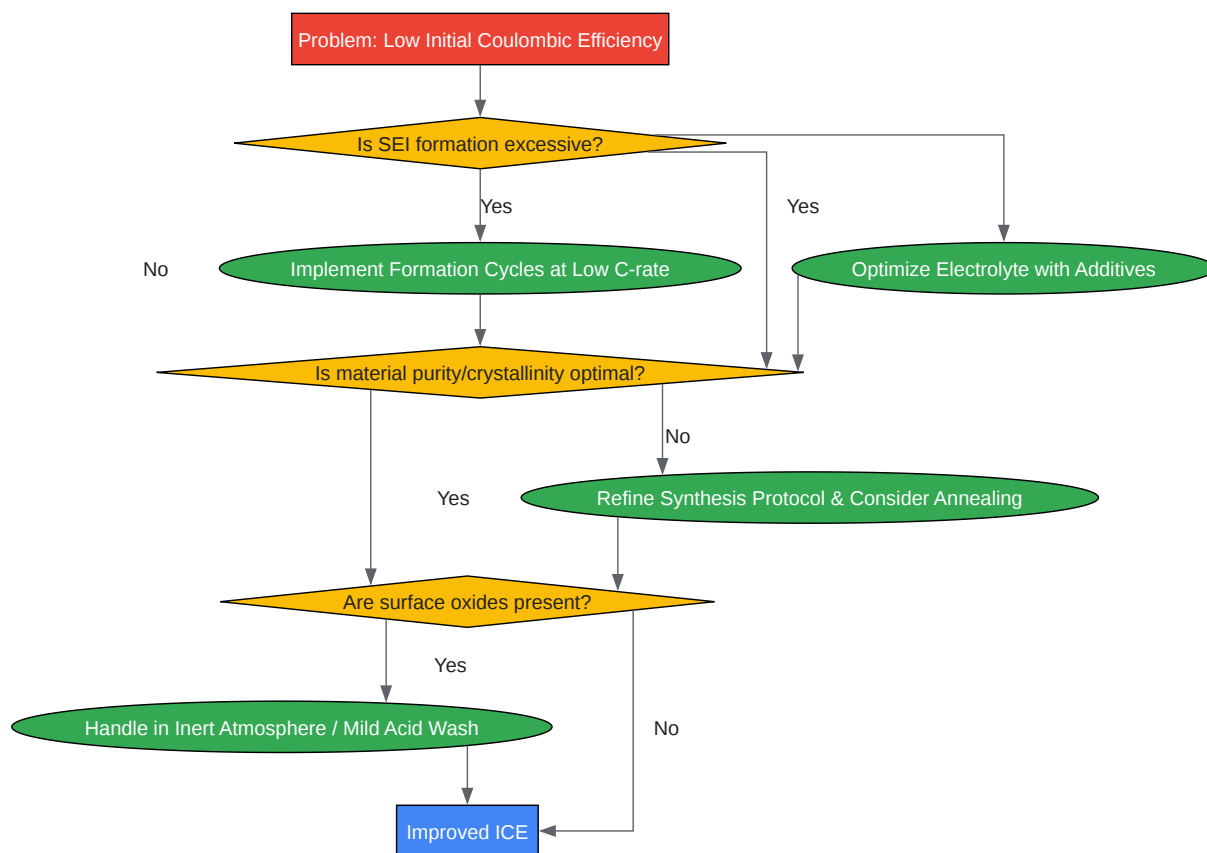 Problem: Low Initial Coulombic Efficiency
Is SEI formation excessive?
Yes
Yes
No
Implement Formation Cycles at Low C-rate
Optimize Electrolyte with Additives
Is material purity/crystallinity optimal?
No
Yes
Refine Synthesis Protocol & Consider Annealing
Are surface oxides present?
Yes
Handle in Inert Atmosphere / Mild Acid Wash
No
Improved ICE